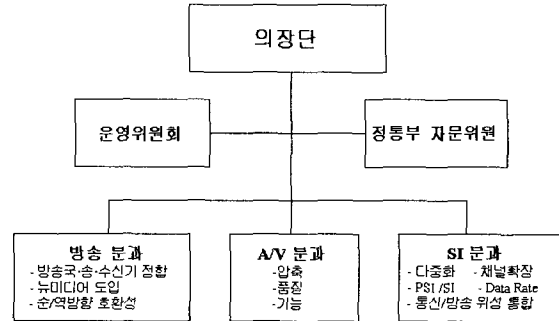 의장단
운영위원회
정통부 자문위원
방송 분과
- 방송국·송·수신기 정합
- 뉴미디어 도입
- 순/역방향 호환성
A/V 분과
- 압축
- 품질
- 기능
SI 분과
- 다중화 - 채널확장
- PSI /SI - Data Rate
- 통신/방송 위성 통합